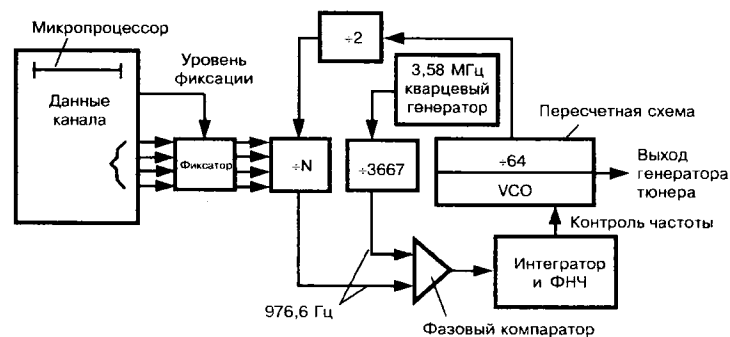 Микропроцессор
Данные
канала
Уровень
фиксации
Фиксатор
÷2
3,58 МГц
кварцевый
генератор
÷N
÷3667
Пересчетная схема
÷64
VCO
Выход
генератора
тюнера
Контроль частоты
Интегратор
и ФНЧ
976,6 Гц
Фазовый компаратор